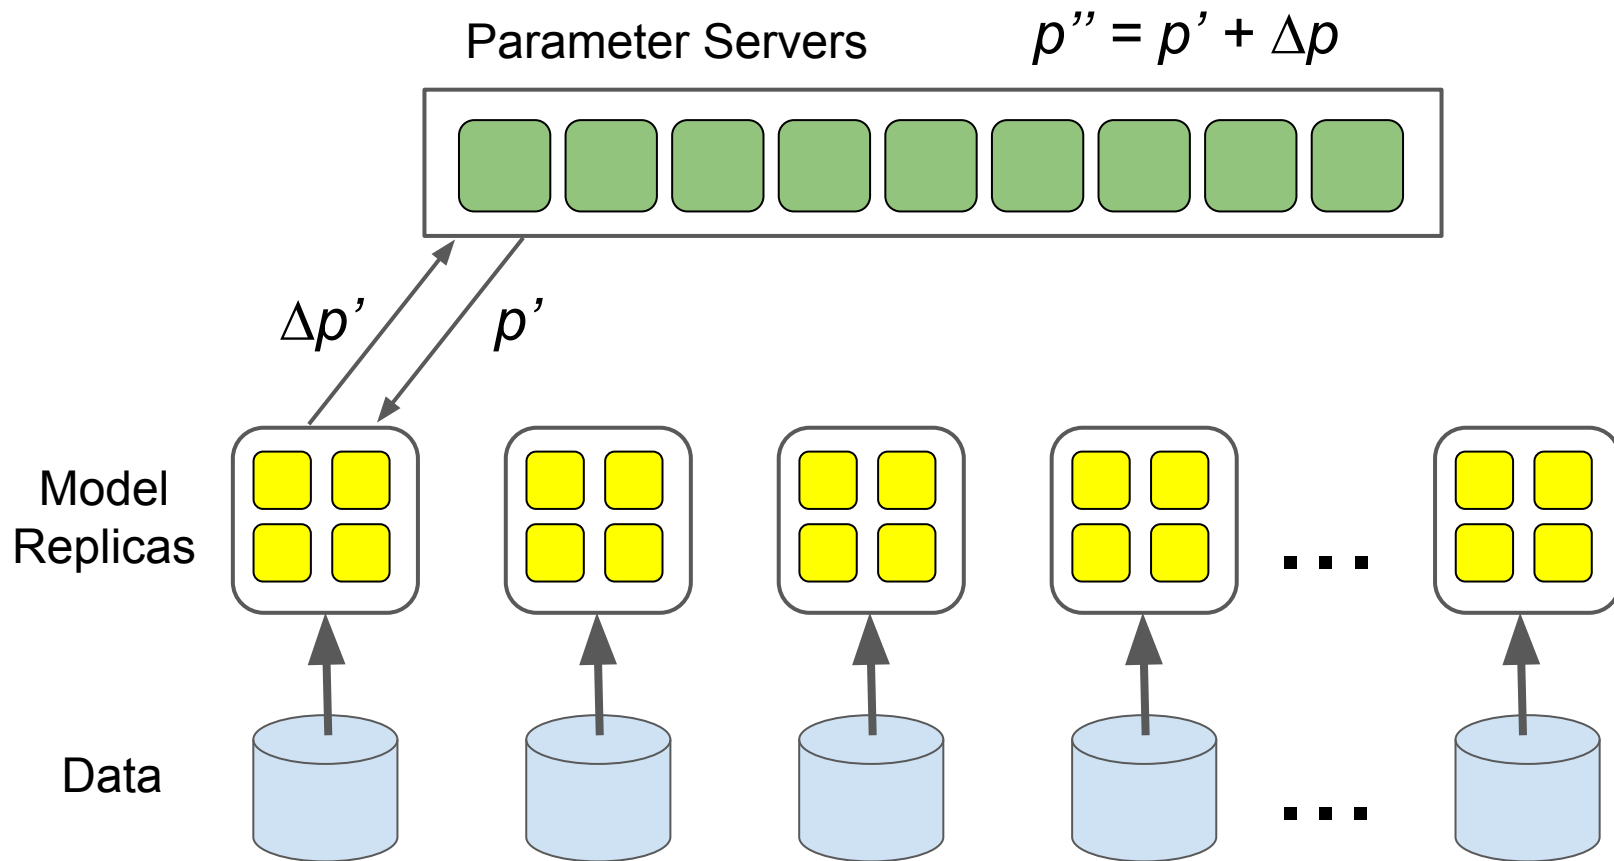 Parameter Servers
p’’ = p’ + Δp
Δp’
p’
Model
Replicas
...
Data
...